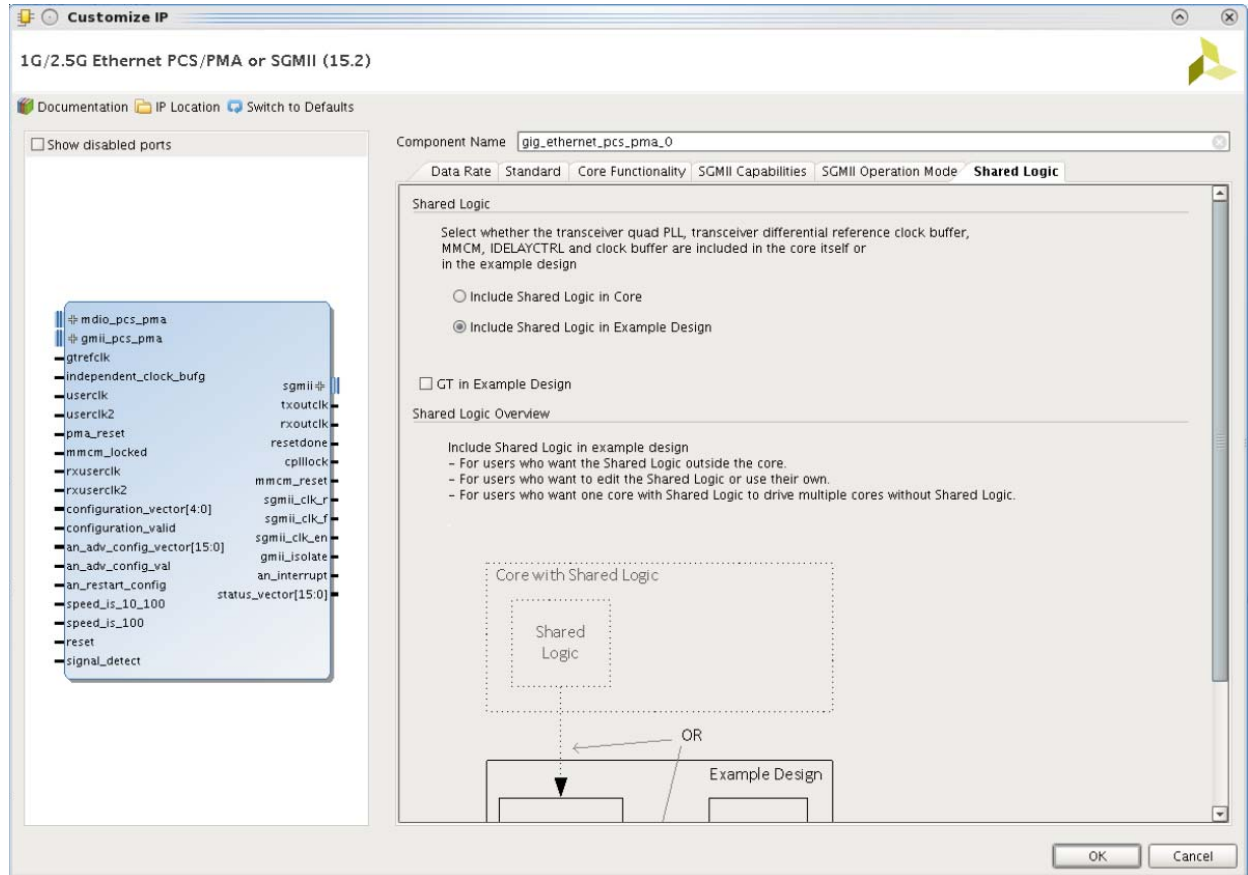 Customize IP
1G/2.5G Ethernet PCS/PMA or SGMII (15.2)
Documentation IP Location Switch to Defaults
Show disabled ports
mdio_pcs_pma
gmii_pcs_pma
gtrefclk
independent_clock_bufg
userclk
userclk2
pma_reset
mmcm_locked
rxuserclk
rxuserclk2
configuration_vector[4:0]
configuration_valid
an_adv_config_vector[15:0]
an_adv_config_val
an_restart_config
speed_is_10_100
speed_is_100
reset
signal_detect
sgmii
txoutclk
rxoutclk
resetdone
cplllock
mmcm_reset
sgmii_clk_r
sgmii_clk_f
sgmii_clk_en
gmii_isolate
an_interrupt
status_vector[15:0]
Component Name gig_ethernet_pcs_pma_0
Data Rate Standard Core Functionality SGMII Capabilities SGMII Operation Mode Shared Logic
Shared Logic
Select whether the transceiver quad PLL, transceiver differential reference clock buffer,
MMCM, IDELAYCTRL and clock buffer are included in the core itself or
in the example design
Include Shared Logic in Core
Include Shared Logic in Example Design
GT in Example Design
Shared Logic Overview
Include Shared Logic in example design
- For users who want the Shared Logic outside the core.
- For users who want to edit the Shared Logic or use their own.
- For users who want one core with Shared Logic to drive multiple cores without Shared Logic.
Core with Shared Logic
Shared
Logic
OR
Example Design
OK Cancel